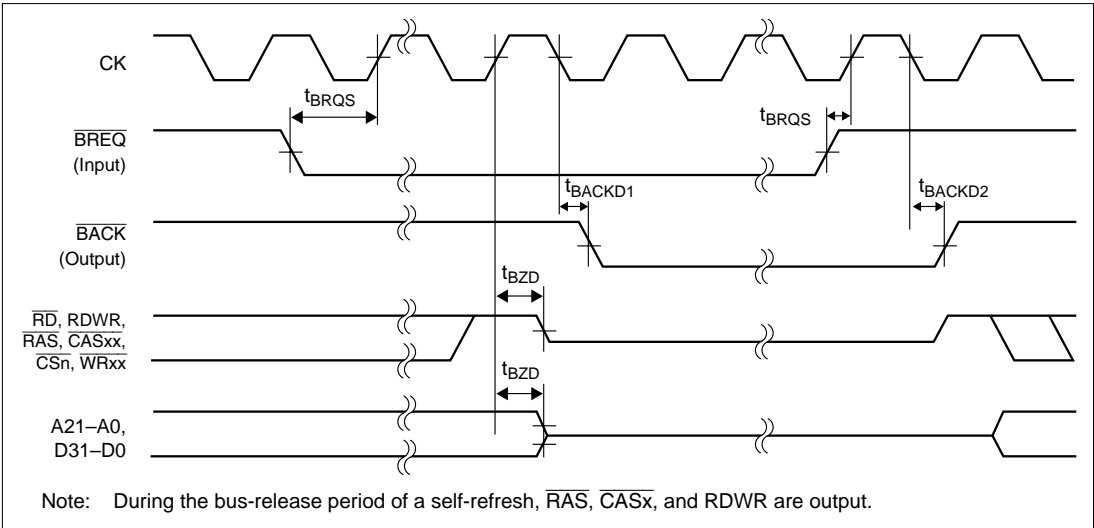 CK
tBRQS
tBRQS
BREQ
(Input)
tBACKD1
tBACKD2
BACK
(Output)
tBZD
RD, RDWR,
RAS, CASxx,
CSn, WRxx
tBZD
A21–A0,
D31–D0
Note: During the bus-release period of a self-refresh, RAS, CASx, and RDWR are output.